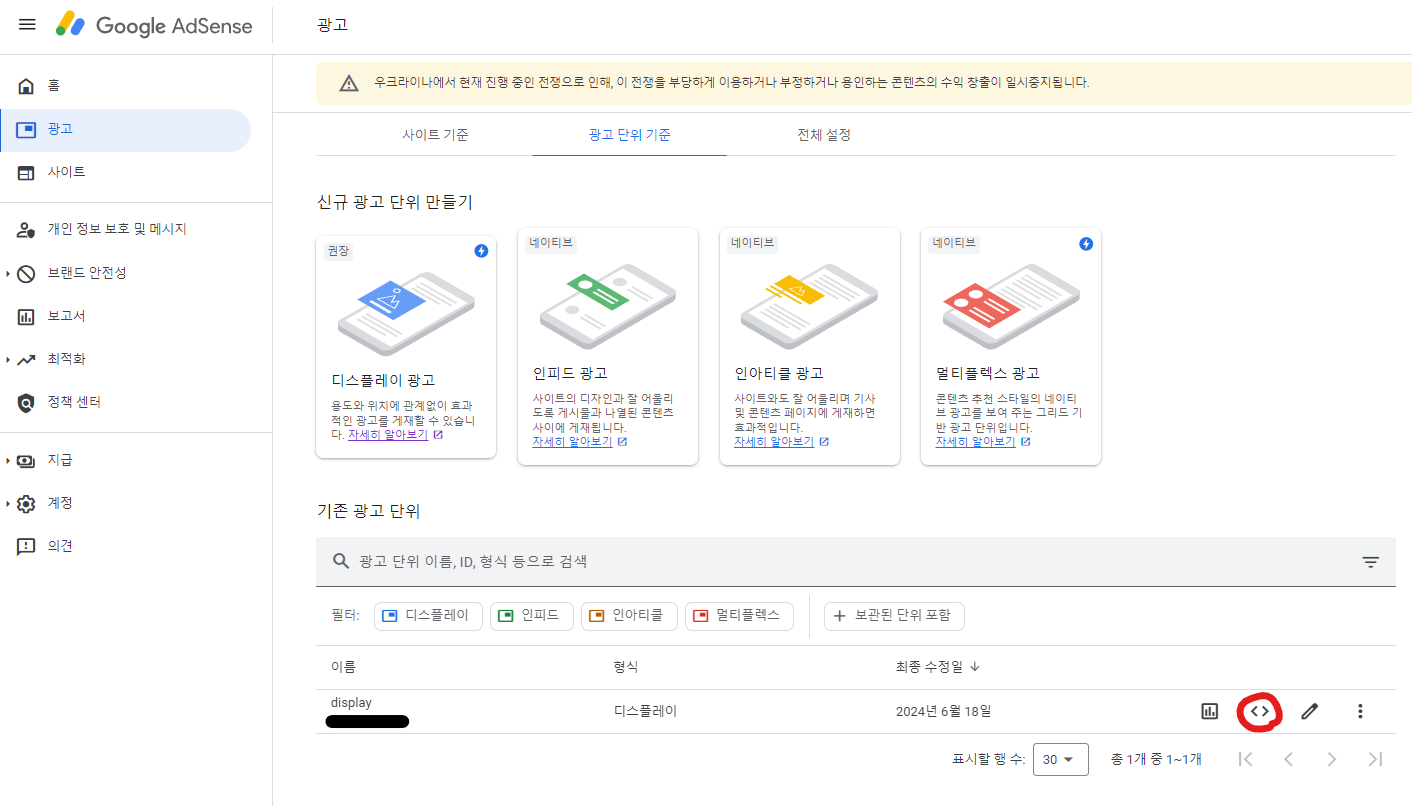 Google AdSense
광고
홈
광고
사이트
개인 정보 보호 및 메시지
브랜드 안전성
보고서
최적화
정책 센터
지급
계정
의견
우크라이나에서 현재 진행 중인 전쟁으로 인해, 이 전쟁을 부당하게 이용하거나 부정하거나 용인하는 콘텐츠의 수익 창출이 일시중지됩니다.
사이트 기준
광고 단위 기준
전체 설정
신규 광고 단위 만들기
권장
디스플레이 광고
용도와 위치에 관계없이 효과
적인 광고를 게재할 수 있습니
다. 자세히 알아보기
네이티브
인피드 광고
사이트의 디자인과 잘 어울리
도록 게시물과 나열된 콘텐츠
사이에 게재됩니다.
자세히 알아보기
네이티브
인아티클 광고
사이트와도 잘 어울리며 기사
및 콘텐츠 페이지에 게재하면
효과적입니다.
자세히 알아보기
네이티브
멀티플렉스 광고
콘텐츠 추천 스타일의 네이티
브 광고를 보여 주는 그리드 기
반 광고 단위입니다.
자세히 알아보기
기존 광고 단위
광고 단위 이름, ID, 형식 등으로 검색
필터: 디스플레이 인피드 인아티클 멀티플렉스 보관된 단위 포함
이름 형식 최종 수정일
display
디스플레이 2024년 6월 18일
표시할 행 수: 30 총 1개 중 1~1개